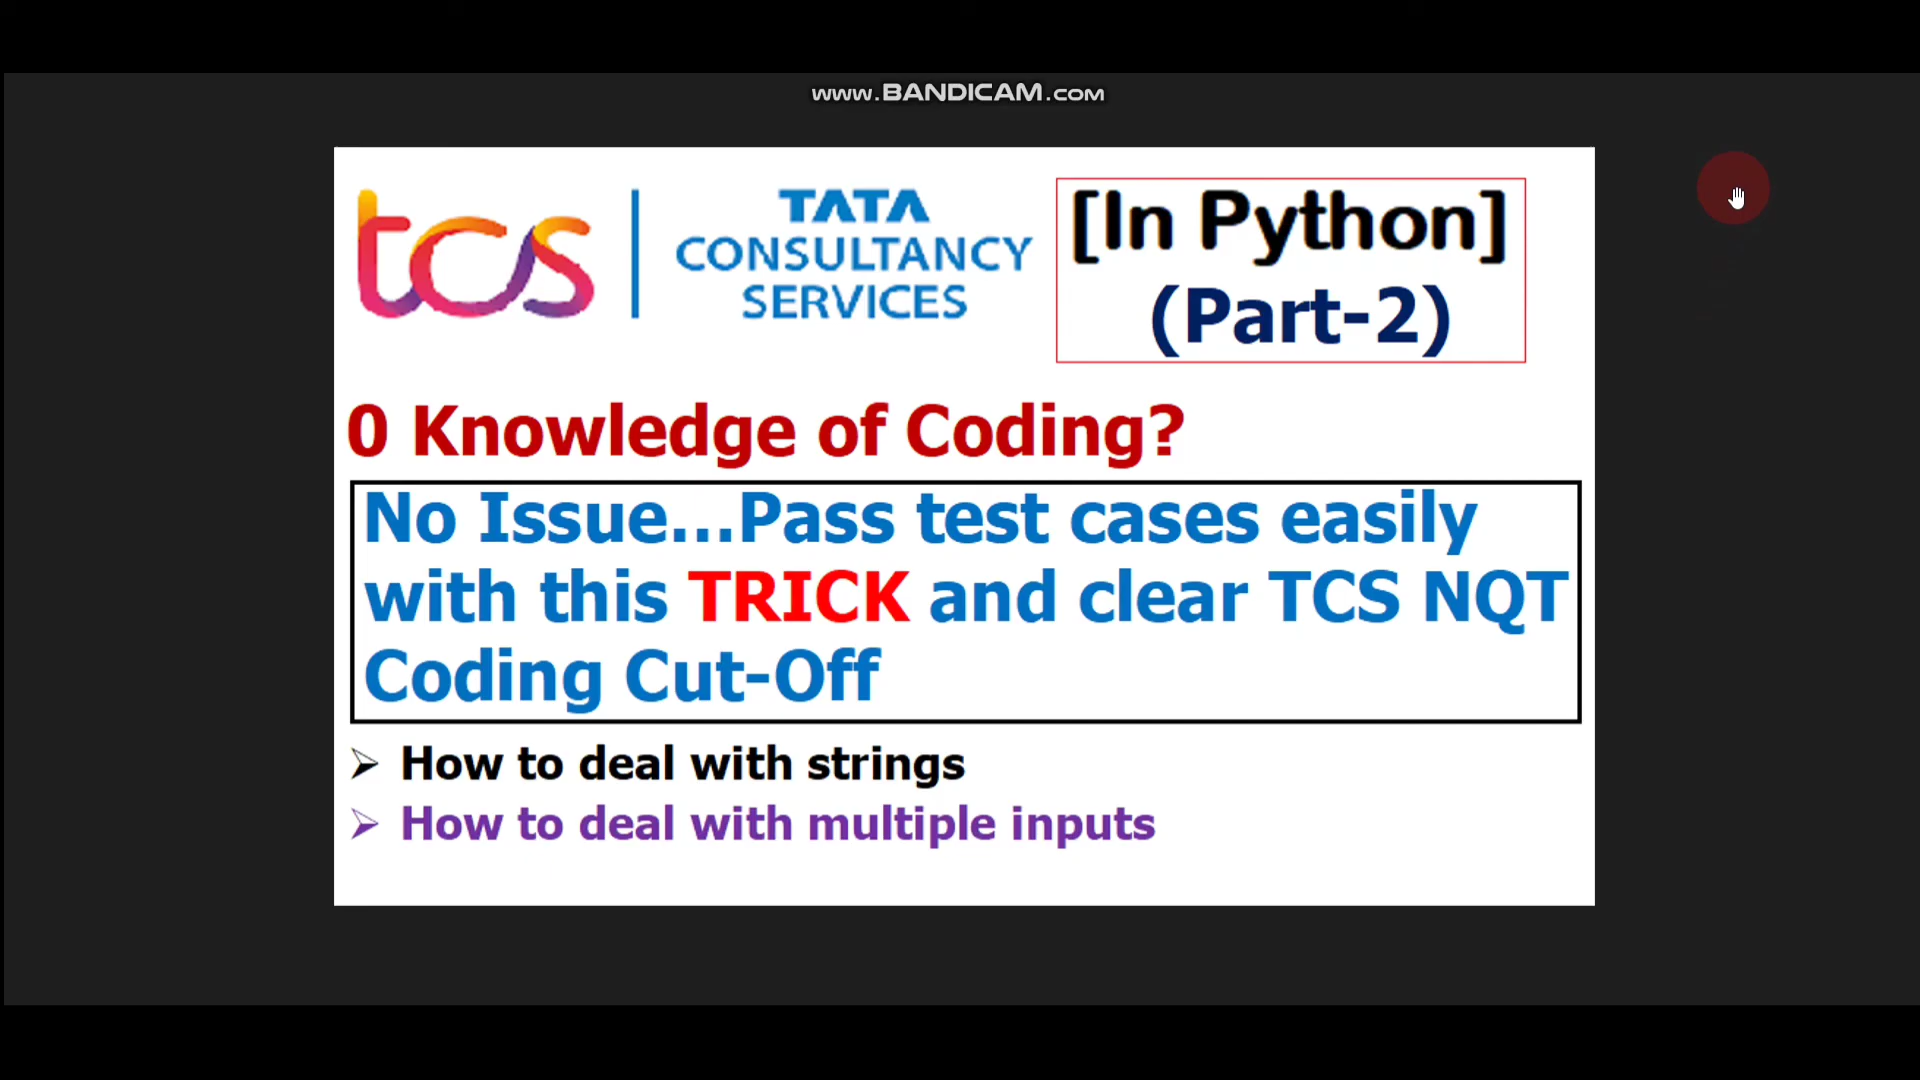 www.BANDICAM.com
tcs
TATA
CONSULTANCY
SERVICES
[In Python]
(Part-2)
0 Knowledge of Coding?
No Issue...Pass test cases easily
with this TRICK and clear TCS NQT
Coding Cut-Off
➢ How to deal with strings
➢ How to deal with multiple inputs